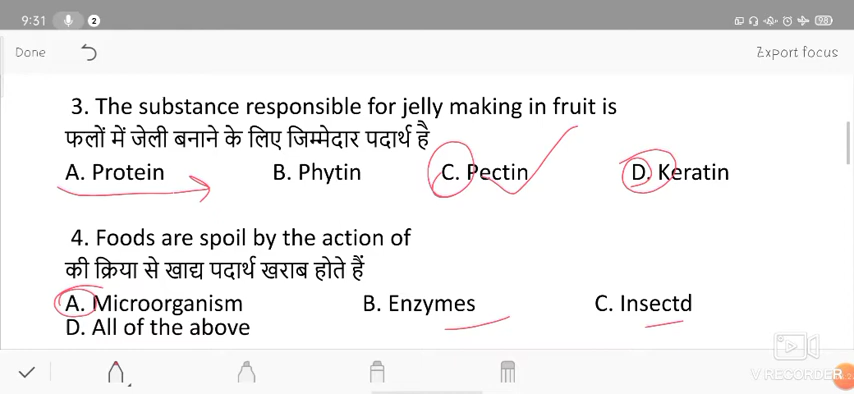 9:31 2 98
Done Export focus
3. The substance responsible for jelly making in fruit is
फलों में जेली बनाने के लिए जिम्मेदार पदार्थ है
A. Protein B. Phytin C. Pectin D. Keratin
4. Foods are spoil by the action of
की क्रिया से खाद्य पदार्थ खराब होते हैं
A. Microorganism B. Enzymes C. Insectd
D. All of the above
V RECORDER